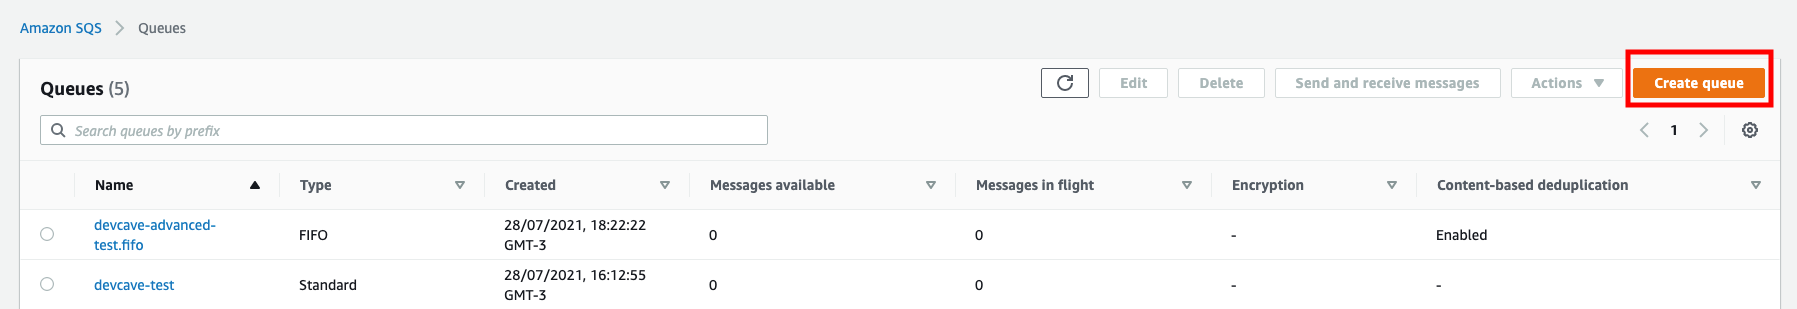 Amazon SQS > Queues
Queues (5) Edit Delete Send and receive messages Actions Create queue
Search queues by prefix 1
Name Type Created Messages available Messages in flight Encryption Content-based deduplication
devcave-advanced- 28/07/2021, 18:22:22
FIFO 0 0 - Enabled
test.fifo GMT-3
28/07/2021, 16:12:55
devcave-test Standard 0 0 - -
GMT-3